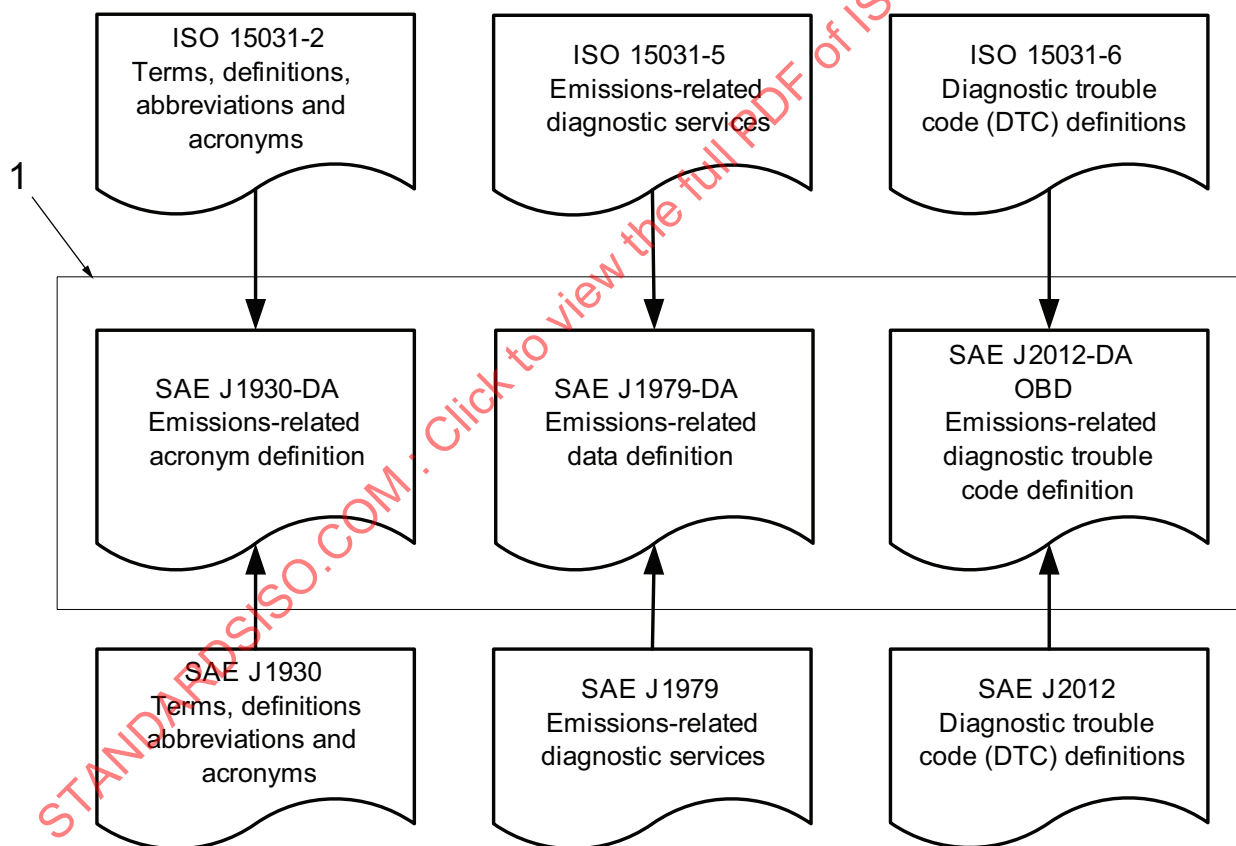 ISO 15031-2
Terms, definitions,
abbreviations and
acronyms
ISO 15031-5
Emissions-related
diagnostic services
ISO 15031-6
Diagnostic trouble
code (DTC) definitions
1
SAE J1930-DA
Emissions-related
acronym definition
SAE J1979-DA
Emissions-related
data definition
SAE J2012-DA
OBD
Emissions-related
diagnostic trouble
code definition
SAE J1930
Terms, definitions
abbreviations and
acronyms
SAE J1979
Emissions-related
diagnostic services
SAE J2012
Diagnostic trouble
code (DTC) definitions
STANDARDSISO.COM : Click to view the full PDF of